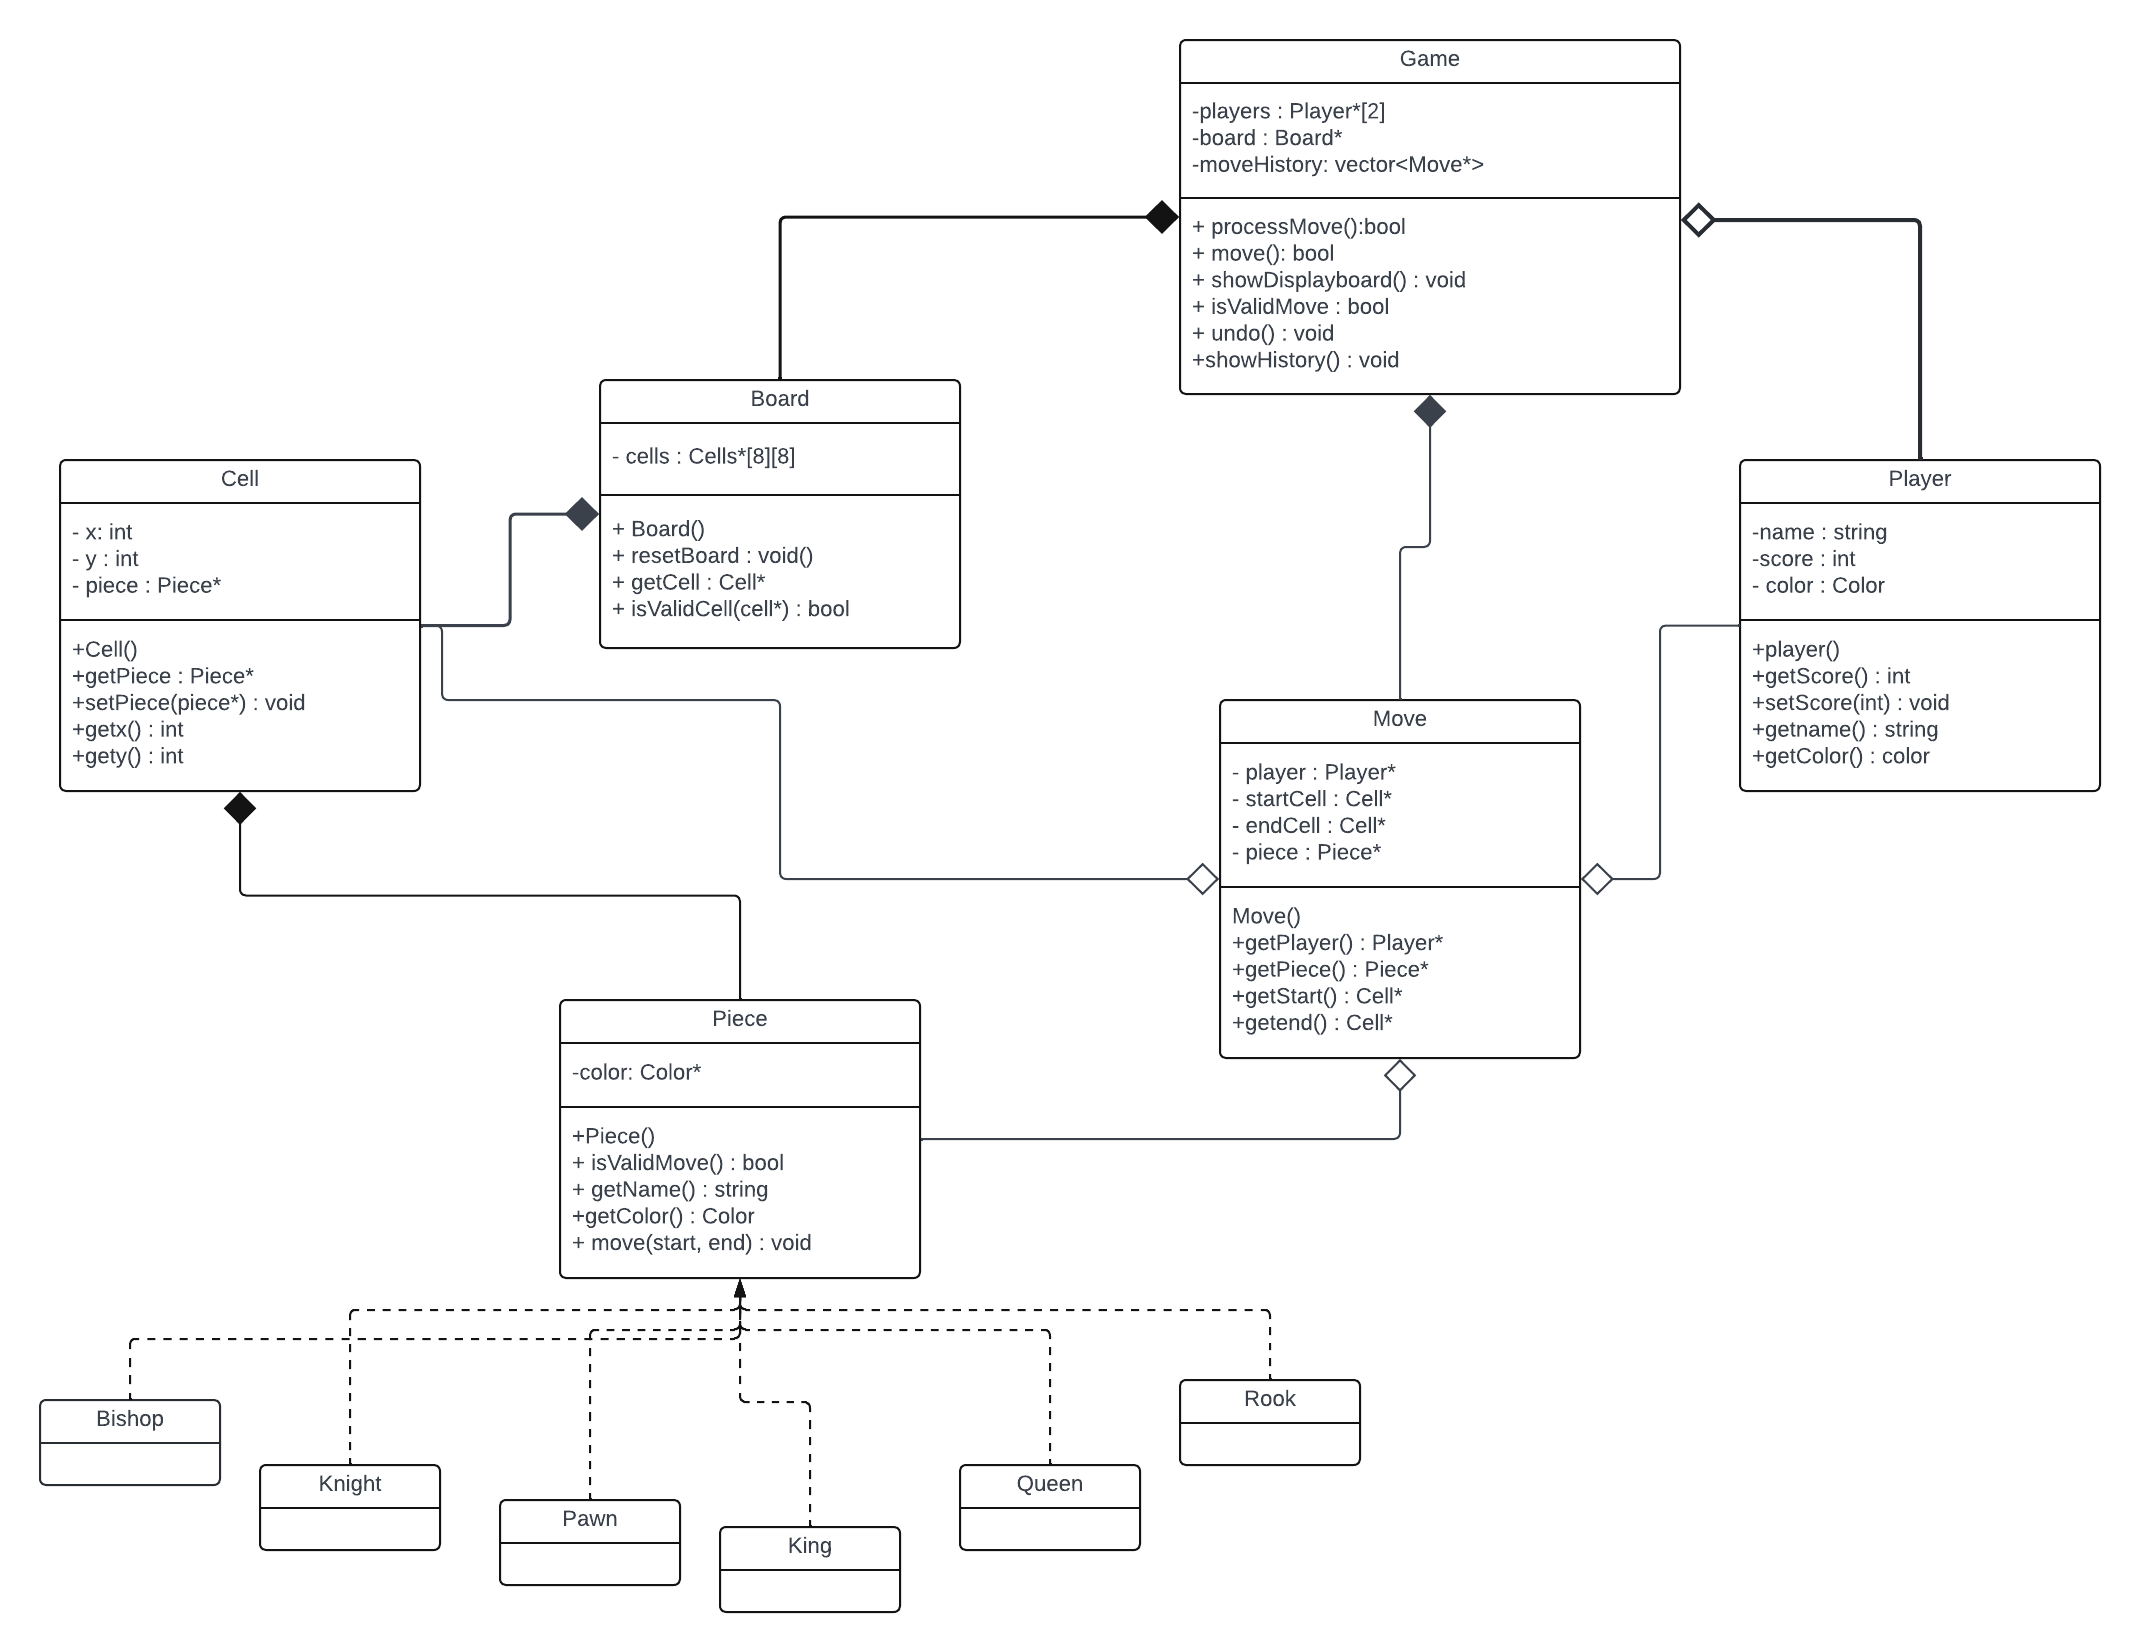 Game
-players : Player*[2]
-board : Board*
-moveHistory: vector<Move*>
+ processMove():bool
+ move(): bool
+ showDisplayboard() : void
+ isValidMove : bool
+ undo() : void
+showHistory() : void
Board
- cells : Cells*[8][8]
+ Board()
+ resetBoard : void()
+ getCell : Cell*
+ isValidCell(cell*) : bool
Cell
- x: int
- y : int
- piece : Piece*
+Cell()
+getPiece : Piece*
+setPiece(piece*) : void
+getx() : int
+gety() : int
Player
-name : string
-score : int
- color : Color
+player()
+getScore() : int
+setScore(int) : void
+getname() : string
+getColor() : color
Move
- player : Player*
- startCell : Cell*
- endCell : Cell*
- piece : Piece*
Move()
+getPlayer() : Player*
+getPiece() : Piece*
+getStart() : Cell*
+getend() : Cell*
Piece
-color: Color*
+Piece()
+ isValidMove() : bool
+ getName() : string
+getColor() : Color
+ move(start, end) : void
Bishop
Knight
Pawn
King
Queen
Rook